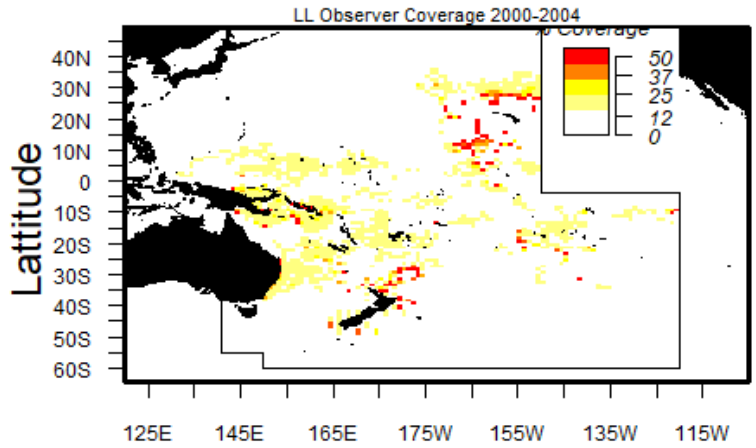 LL Observer Coverage 2000-2004
% Coverage
50
37
25
12
0
Lattitude
40N
30N
20N
10N
0
10S
20S
30S
40S
50S
60S
125E 145E 165E 175W 155W 135W 115W